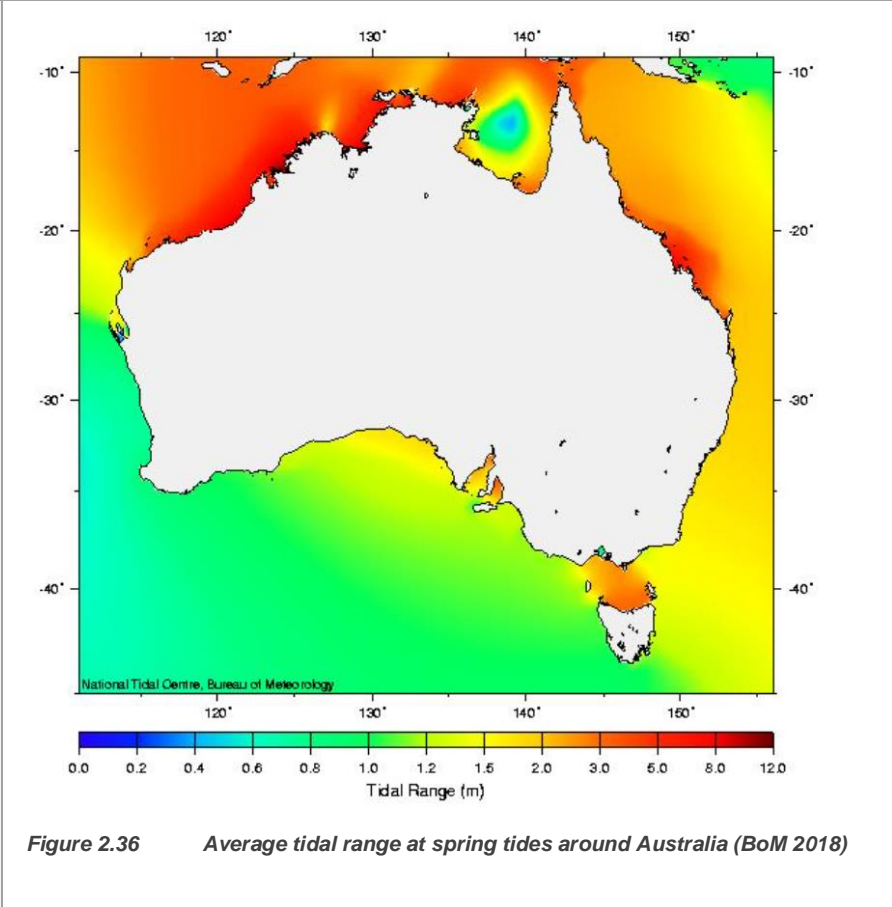 120° 130° 140° 150°
-10° -10°
-20° -20°
-30° -30°
-40° -40°
National Tidal Centre, Bureau of Meteorology
120° 130° 140° 150°
0.0 0.2 0.4 0.6 0.8 1.0 1.2 1.5 2.0 3.0 5.0 8.0 12.0
Tidal Range (m)
Figure 2.36 Average tidal range at spring tides around Australia (BoM 2018)